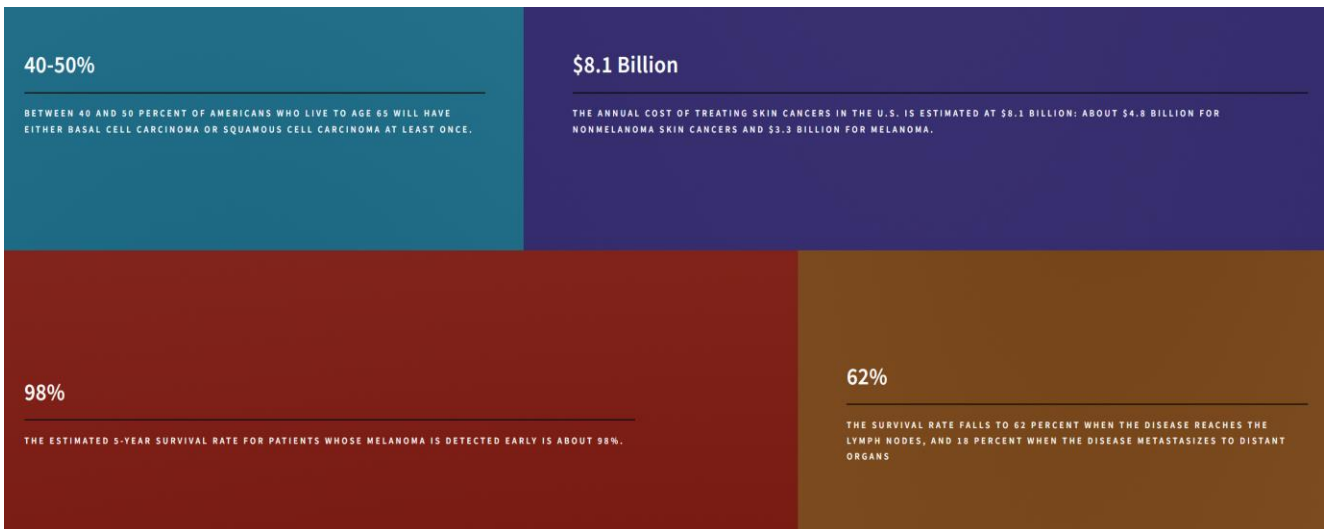 40-50%
BETWEEN 40 AND 50 PERCENT OF AMERICANS WHO LIVE TO AGE 65 WILL HAVE
EITHER BASAL CELL CARCINOMA OR SQUAMOUS CELL CARCINOMA AT LEAST ONCE.
$8.1 Billion
THE ANNUAL COST OF TREATING SKIN CANCERS IN THE U.S. IS ESTIMATED AT $8.1 BILLION: ABOUT $4.8 BILLION FOR
NONMELANOMA SKIN CANCERS AND $3.3 BILLION FOR MELANOMA.
98%
THE ESTIMATED 5-YEAR SURVIVAL RATE FOR PATIENTS WHOSE MELANOMA IS DETECTED EARLY IS ABOUT 98%.
62%
THE SURVIVAL RATE FALLS TO 62 PERCENT WHEN THE DISEASE REACHES THE
LYMPH NODES, AND 18 PERCENT WHEN THE DISEASE METASTASIZES TO DISTANT
ORGANS